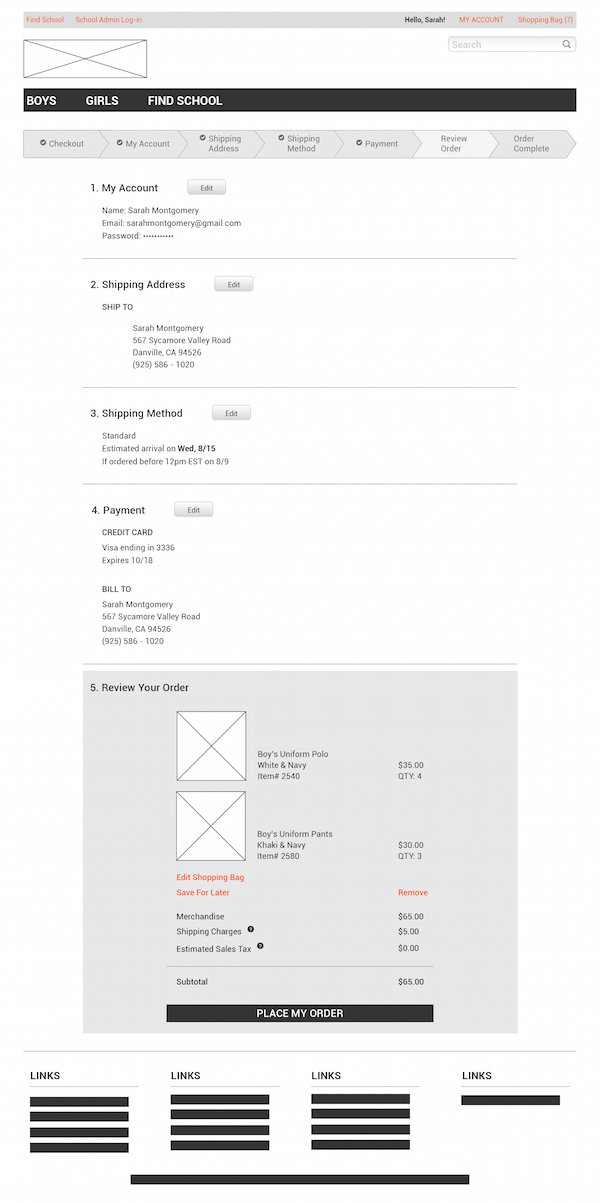 Find School School Admin Log-in Hello, Sarah! MY ACCOUNT Shopping Bag (7)
Search
BOYS GIRLS FIND SCHOOL
Checkout
My Account
Shipping
Address
Shipping
Method
Payment
Review
Order
Order
Complete
1. My Account Edit
Name: Sarah Montgomery
Email: sarahmontgomery@gmail.com
Password: •••••••••••
2. Shipping Address Edit
SHIP TO
Sarah Montgomery
567 Sycamore Valley Road
Danville, CA 94526
(925) 586 - 1020
3. Shipping Method Edit
Standard
Estimated arrival on Wed, 8/15
If ordered before 12pm EST on 8/9
4. Payment Edit
CREDIT CARD
Visa ending in 3336
Expires 10/18
BILL TO
Sarah Montgomery
567 Sycamore Valley Road
Danville, CA 94526
(925) 586 - 1020
5. Review Your Order
Boy's Uniform Polo
White & Navy $35.00
Item# 2540 QTY: 4
Boy's Uniform Pants
Khaki & Navy $30.00
Item# 2580 QTY: 3
Edit Shopping Bag
Save For Later Remove
Merchandise $65.00
Shipping Charges ? $5.00
Estimated Sales Tax ? $0.00
Subtotal $65.00
PLACE MY ORDER
LINKS LINKS LINKS LINKS